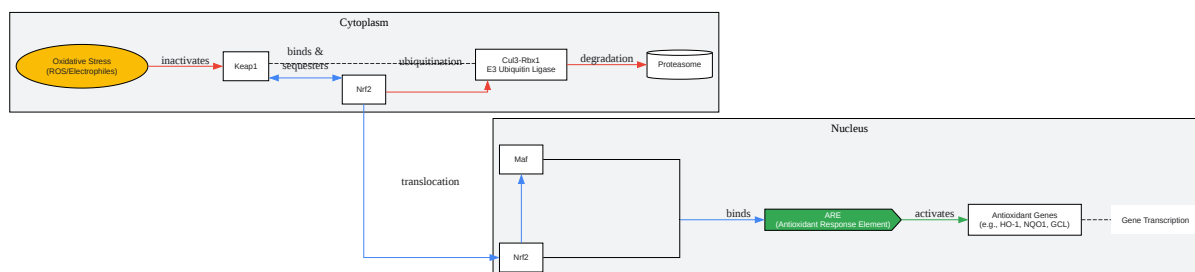 Cytoplasm
Oxidative Stress
(ROS/Electrophiles)
inactivates
Keap1
binds &
sequesters
Nrf2
ubiquitination
Cul3-Rbx1
E3 Ubiquitin Ligase
degradation
Proteasome
translocation
Nucleus
Maf
Nrf2
binds
ARE
(Antioxidant Response Element)
activates
Antioxidant Genes
(e.g., HO-1, NQO1, GCL)
Gene Transcription